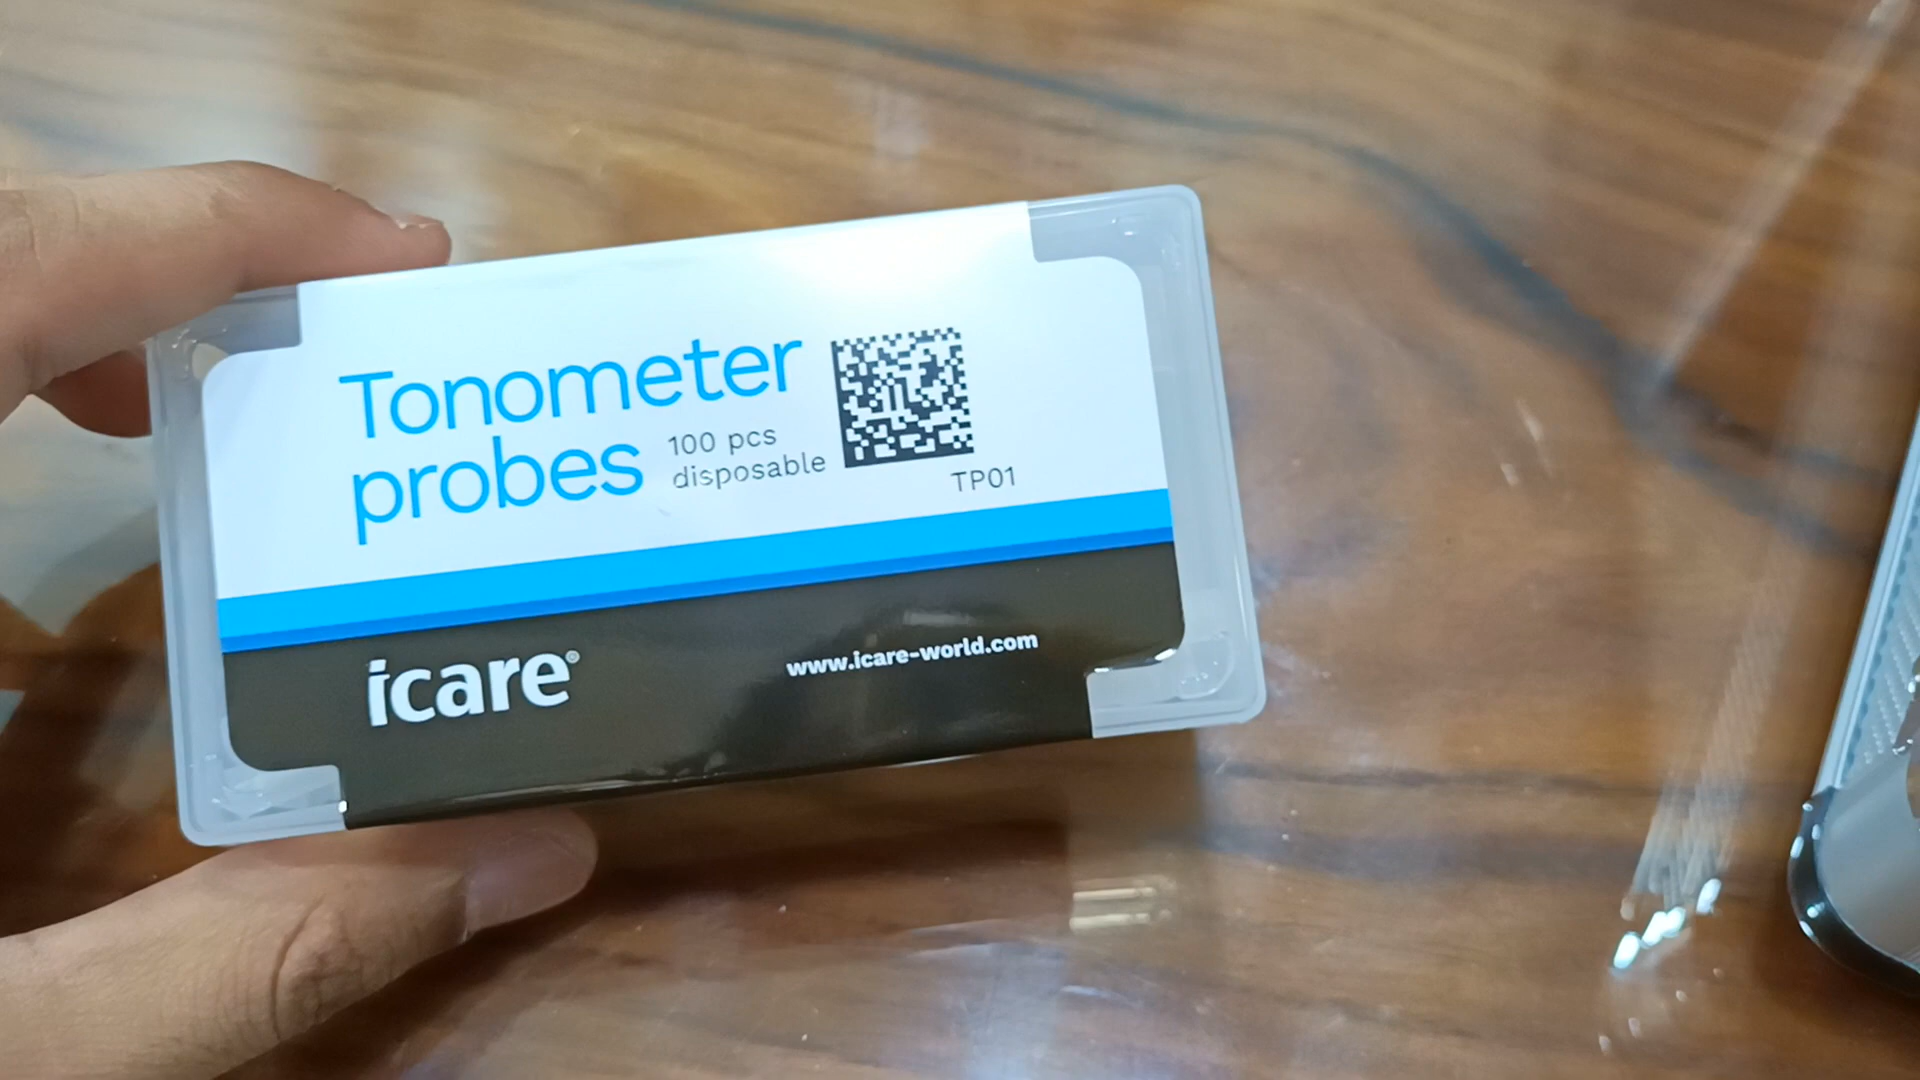 Tonometer
probes
100 pcs
disposable
TP01
icare®
www.icare-world.com